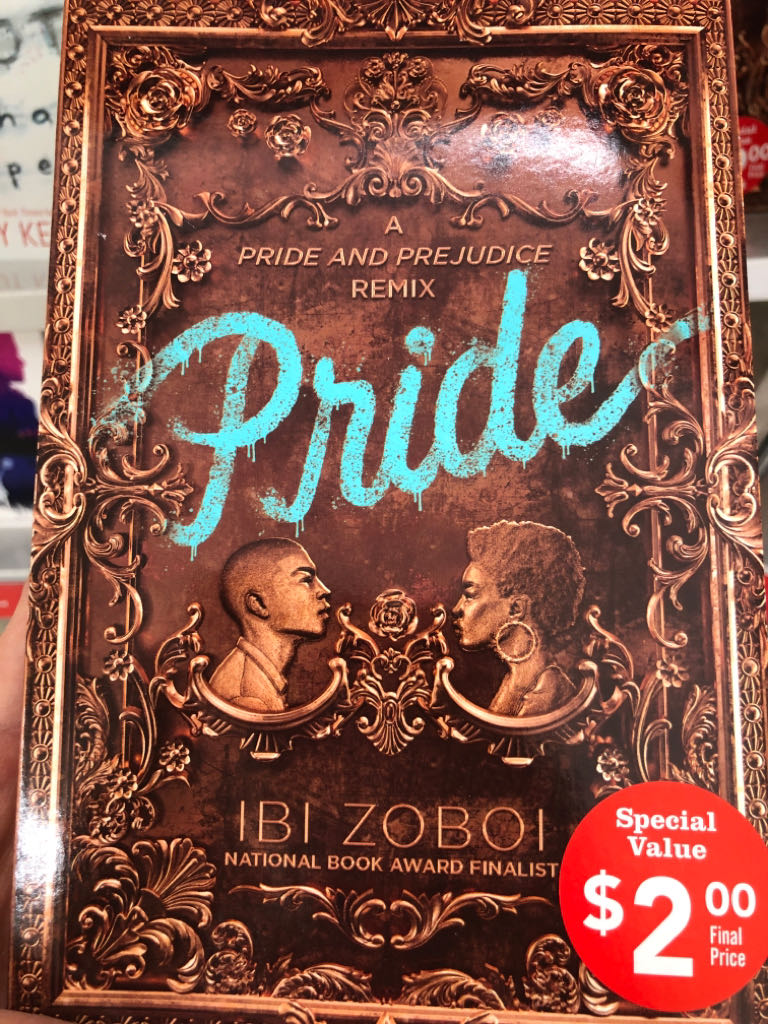 A
PRIDE AND PREJUDICE
REMIX
Pride
IBI ZOBOI
NATIONAL BOOK AWARD FINALIST
Special
Value
$2.00
Final
Price